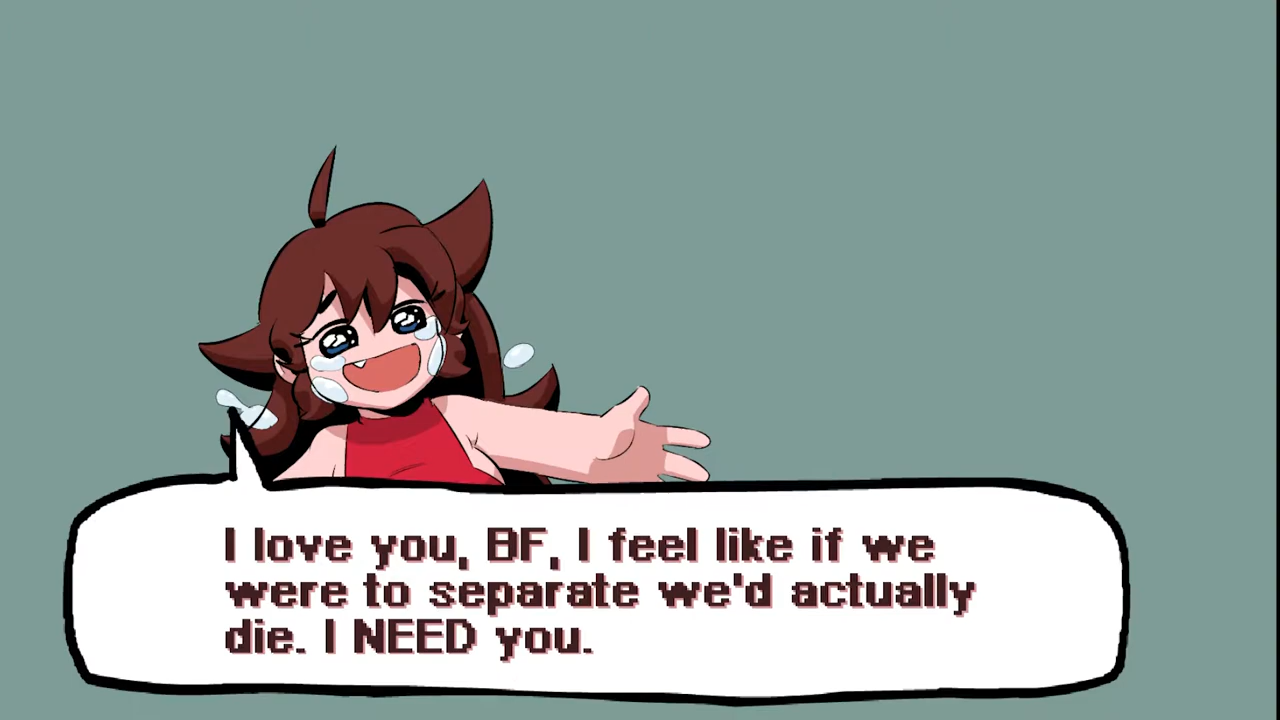 I love you, BF, I feel like if we
were to separate we'd actually
die. I NEED you.